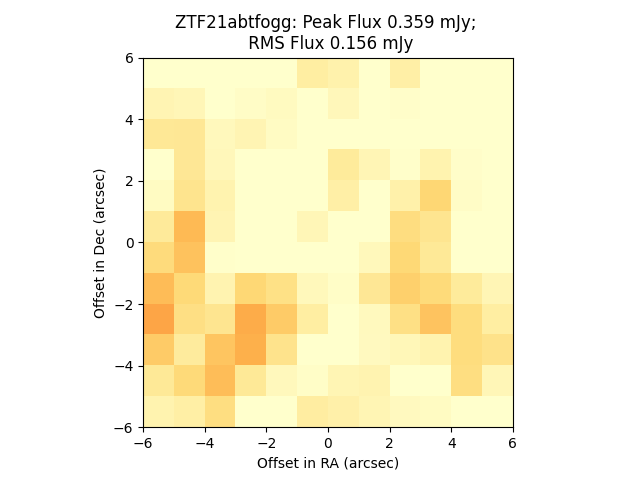 ZTF21abtfogg: Peak Flux 0.359 mJy;
RMS Flux 0.156 mJy
6
4
2
0
−2
−4
−6
Offset in Dec (arcsec)
−6 −4 −2 0 2 4 6
Offset in RA (arcsec)